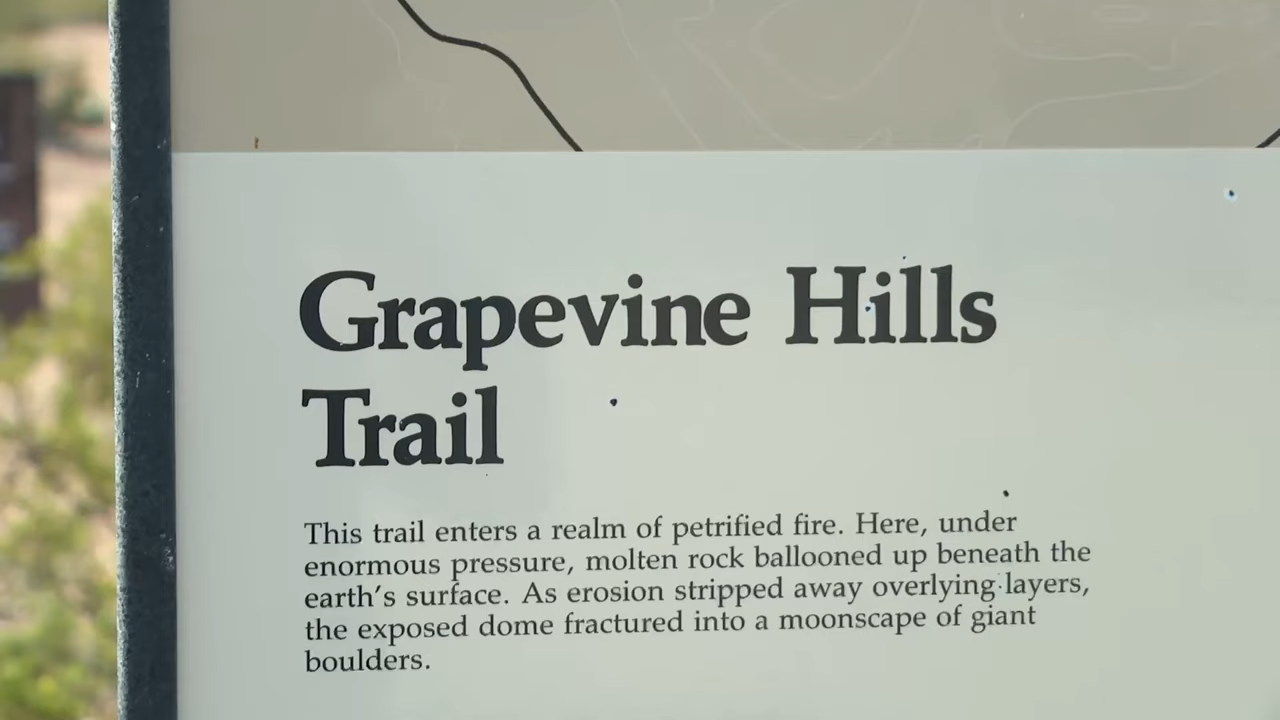 Grapevine Hills
Trail
This trail enters a realm of petrified fire. Here, under
enormous pressure, molten rock ballooned up beneath the
earth's surface. As erosion stripped away overlying layers,
the exposed dome fractured into a moonscape of giant
boulders.